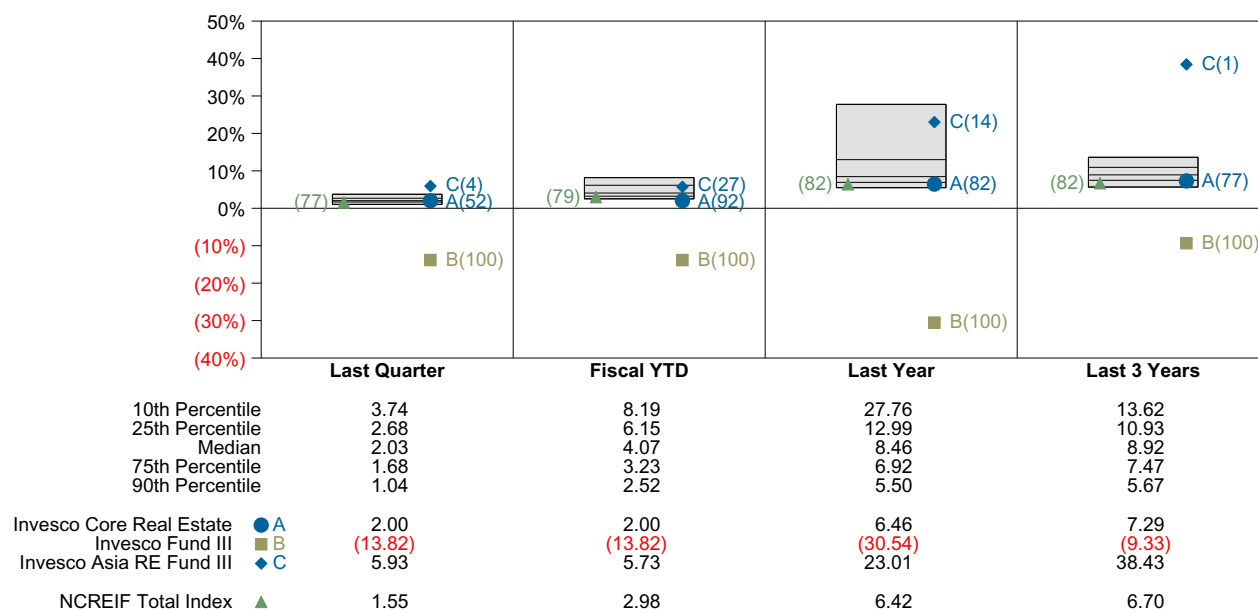 50%
40%
C(1)
30%
C(14)
20%
10%
C(4)
C(27)
(77)
A(52)
(79)
A(92)
(82)
A(82)
(82)
A(77)
0%
(10%)
B(100)
B(100)
B(100)
(20%)
(30%)
B(100)
(40%)
Last Quarter Fiscal YTD Last Year Last 3 Years
10th Percentile 3.74 8.19 27.76 13.62
25th Percentile 2.68 6.15 12.99 10.93
Median 2.03 4.07 8.46 8.92
75th Percentile 1.68 3.23 6.92 7.47
90th Percentile 1.04 2.52 5.50 5.67
Invesco Core Real Estate A 2.00 2.00 6.46 7.29
Invesco Fund III B (13.82) (13.82) (30.54) (9.33)
Invesco Asia RE Fund III C 5.93 5.73 23.01 38.43
NCREIF Total Index 1.55 2.98 6.42 6.70